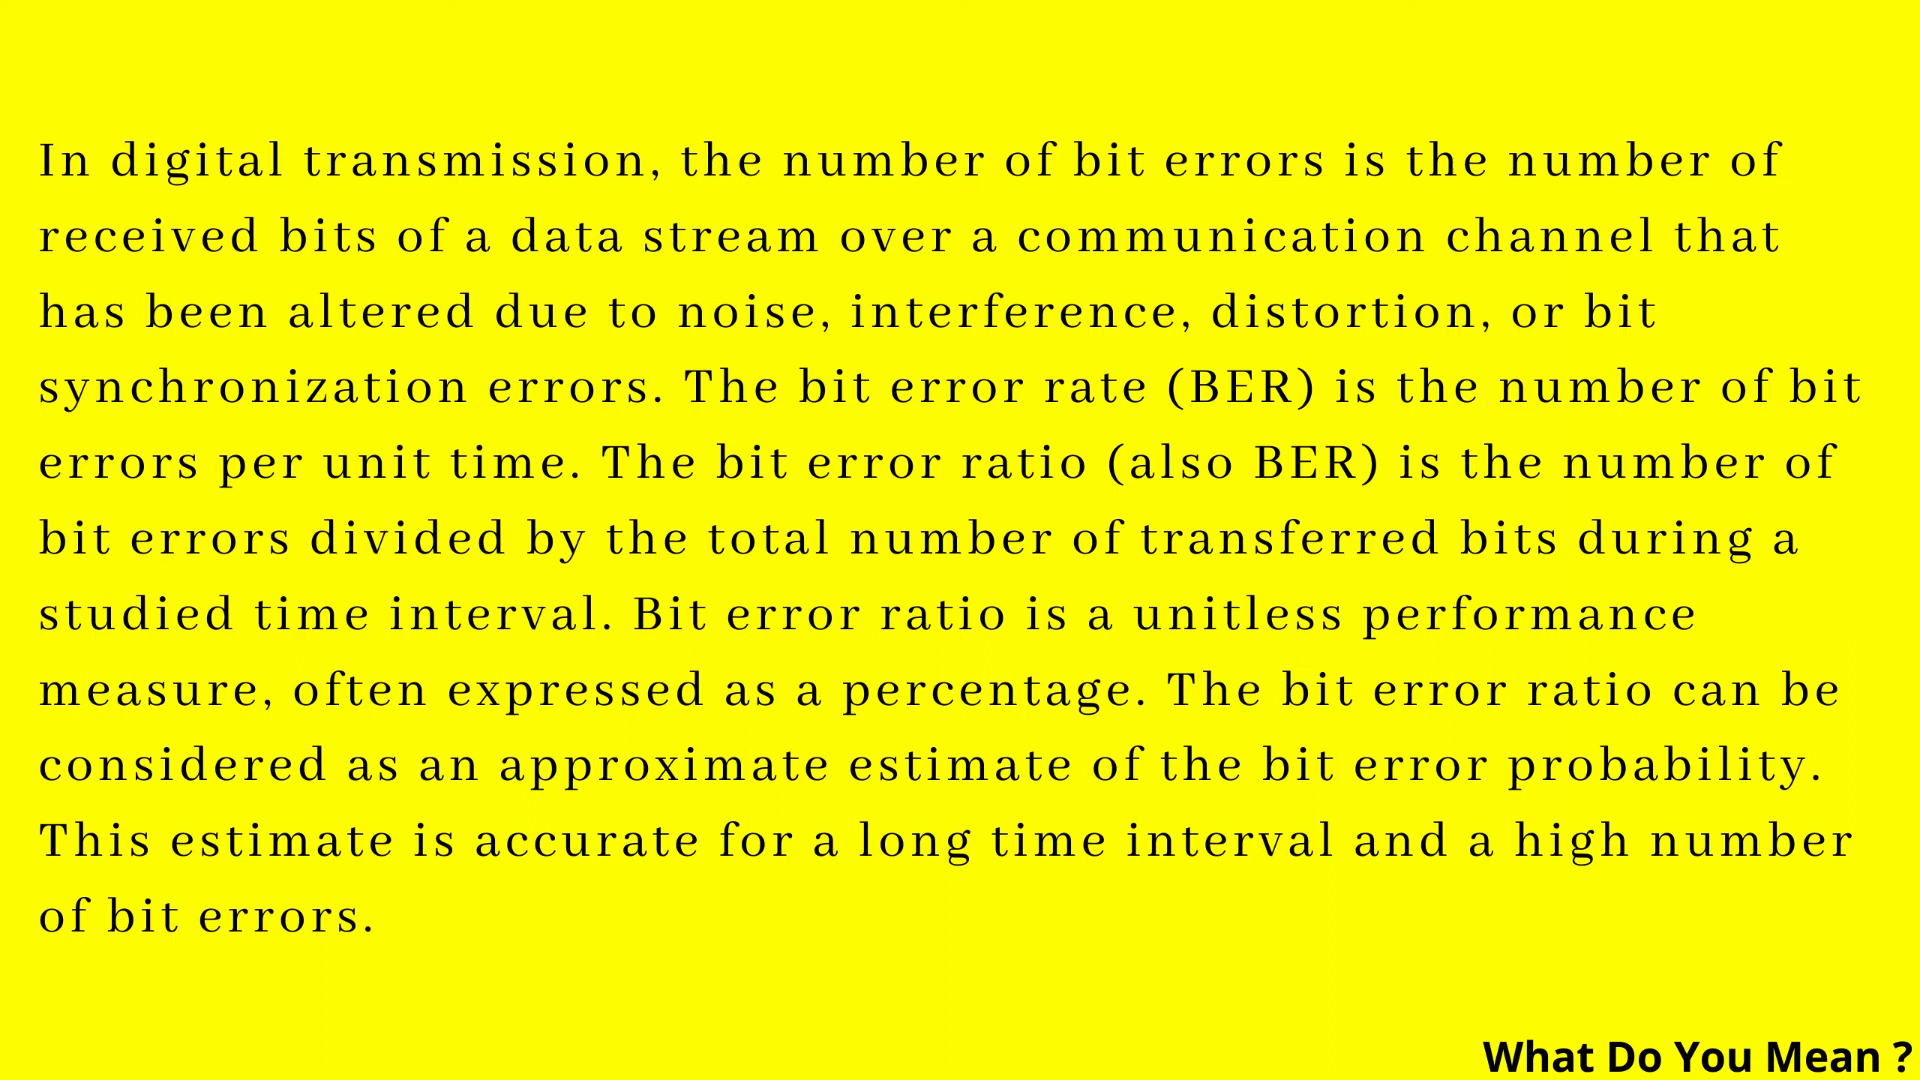 In digital transmission, the number of bit errors is the number of
received bits of a data stream over a communication channel that
has been altered due to noise, interference, distortion, or bit
synchronization errors. The bit error rate (BER) is the number of bit
errors per unit time. The bit error ratio (also BER) is the number of
bit errors divided by the total number of transferred bits during a
studied time interval. Bit error ratio is a unitless performance
measure, often expressed as a percentage. The bit error ratio can be
considered as an approximate estimate of the bit error probability.
This estimate is accurate for a long time interval and a high number
of bit errors.
What Do You Mean ?